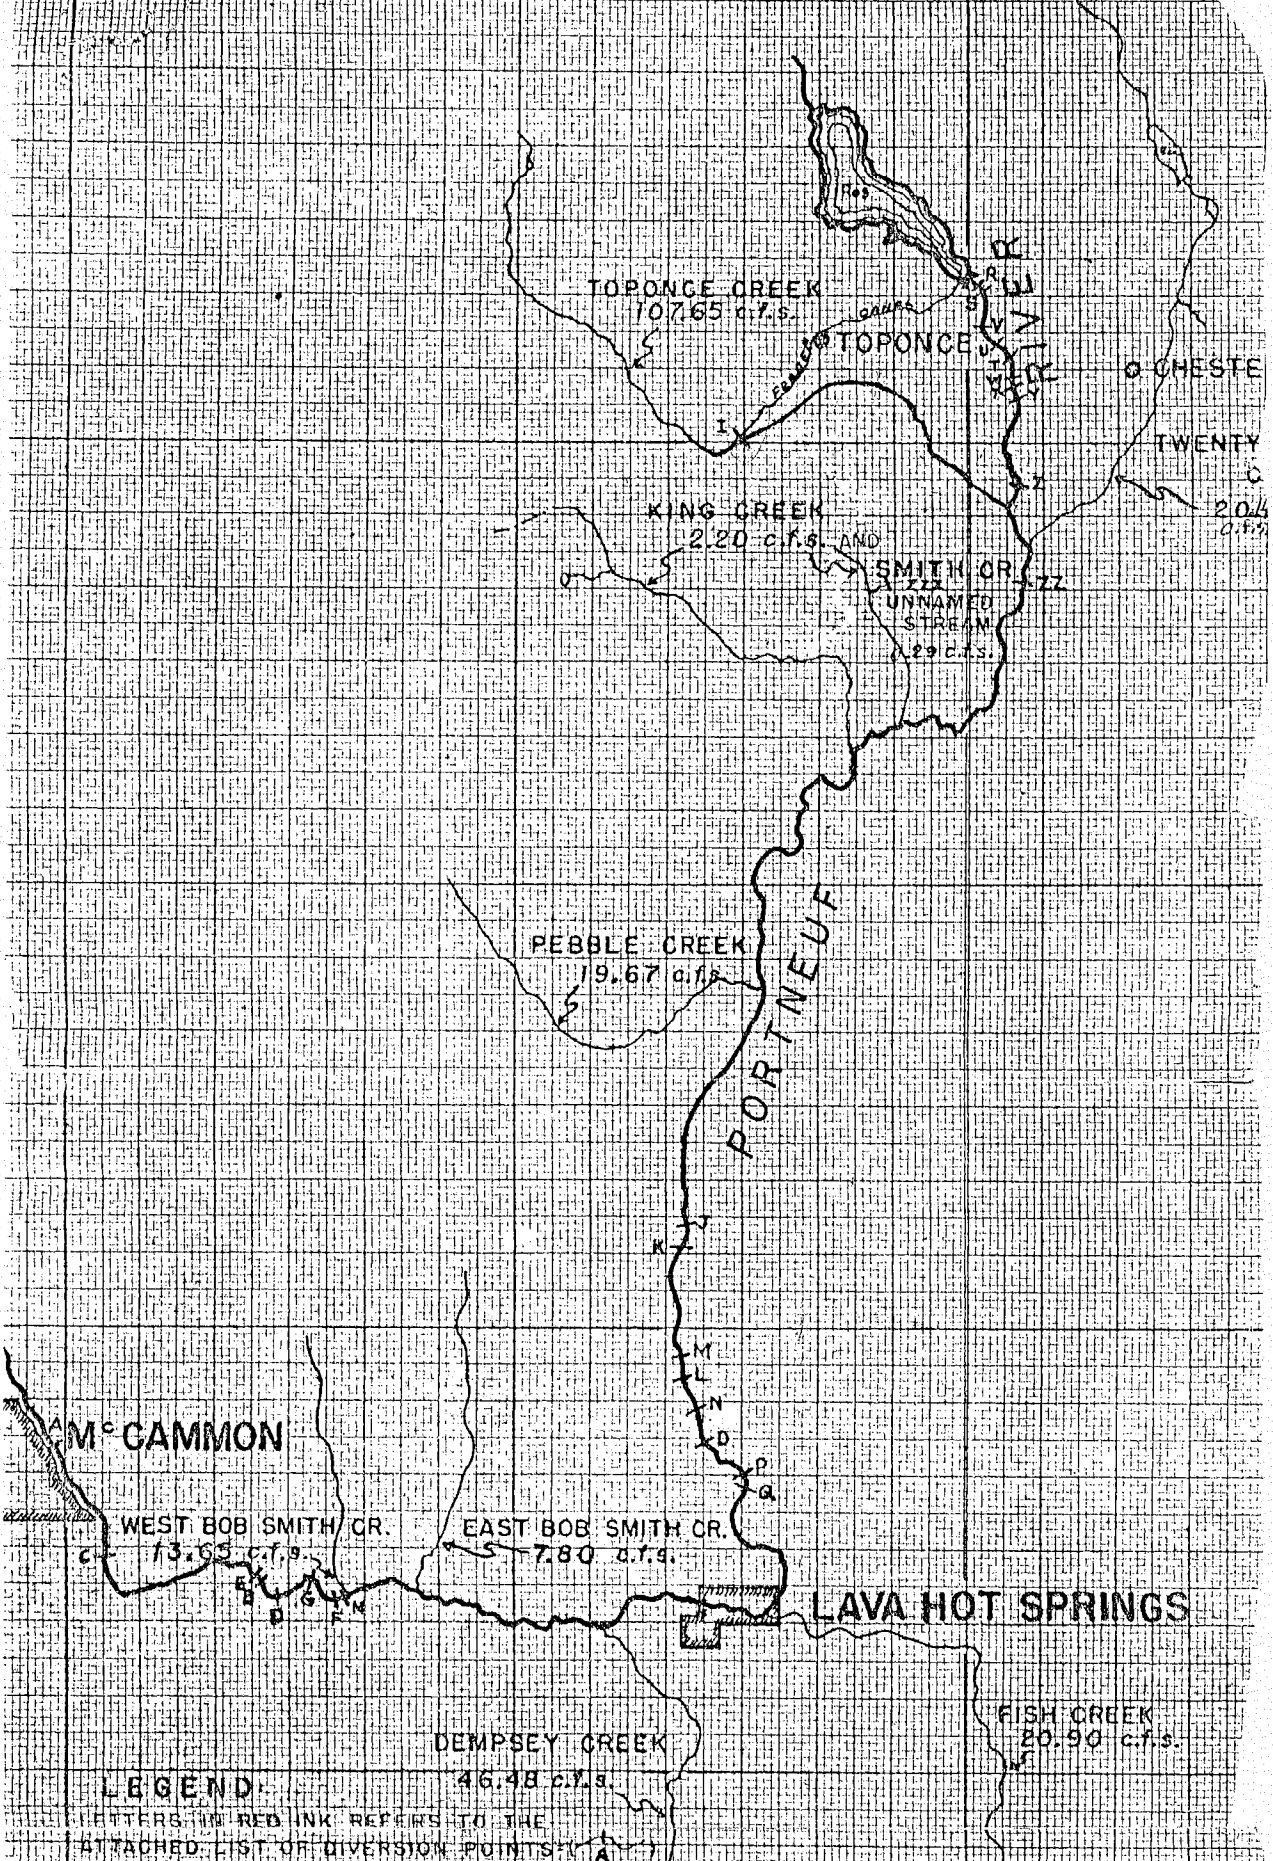 Res
TOPONCE CREEK
107.65 c.f.s.
R
S
V
U
T
TOPONCE
RIVER
CHESTE
I
TWENTY
C
Z
KING CREEK
2.20 c.f.s. AND
SMITH CR
ZZZ
ZZ
UNNAMED
STREAM
.29 c.f.s.
PEBBLE CREEK
19.67 c.f.s.
PORTNEUF
J
K
M
L
N
O
P
Q
A
McCAMMON
WEST BOB SMITH CR.
13.65 c.f.s.
EAST BOB SMITH CR.
7.80 c.f.s.
C
E
B
D
G
F
H
LAVA HOT SPRINGS
FISH CREEK
20.90 c.f.s.
DEMPSEY CREEK
46.48 c.f.s.
LEGEND:
LETTERS IN RED INK REFERS TO THE
ATTACHED LIST OF DIVERSION POINTS
A